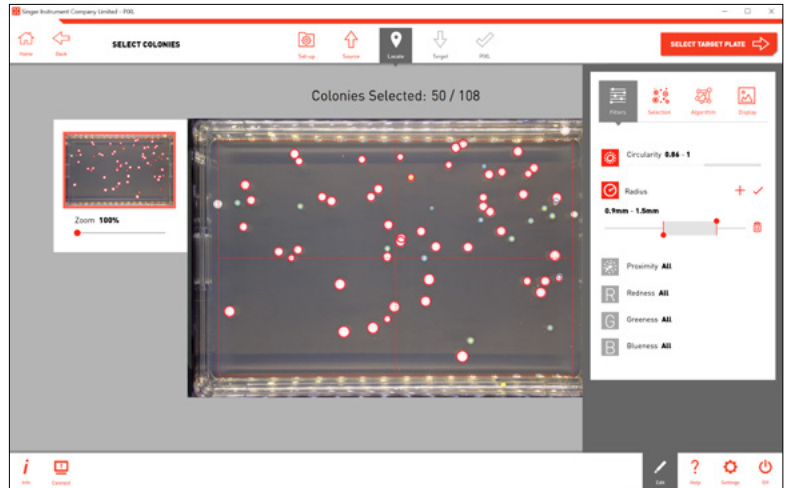 Singer Instrument Company Limited - PIXL
Home
Back
SELECT COLONIES
Set-up
Source
Locate
Target
PIXL
SELECT TARGET PLATE
Colonies Selected: 50 / 108
Zoom 100%
Filters
Selection
Algorithm
Display
Circularity 0.86 - 1
Radius
0.9mm - 1.5mm
Proximity All
R Redness All
G Greeness All
B Blueness All
i
Info
Connect
Edit
?
Help
Settings
Off